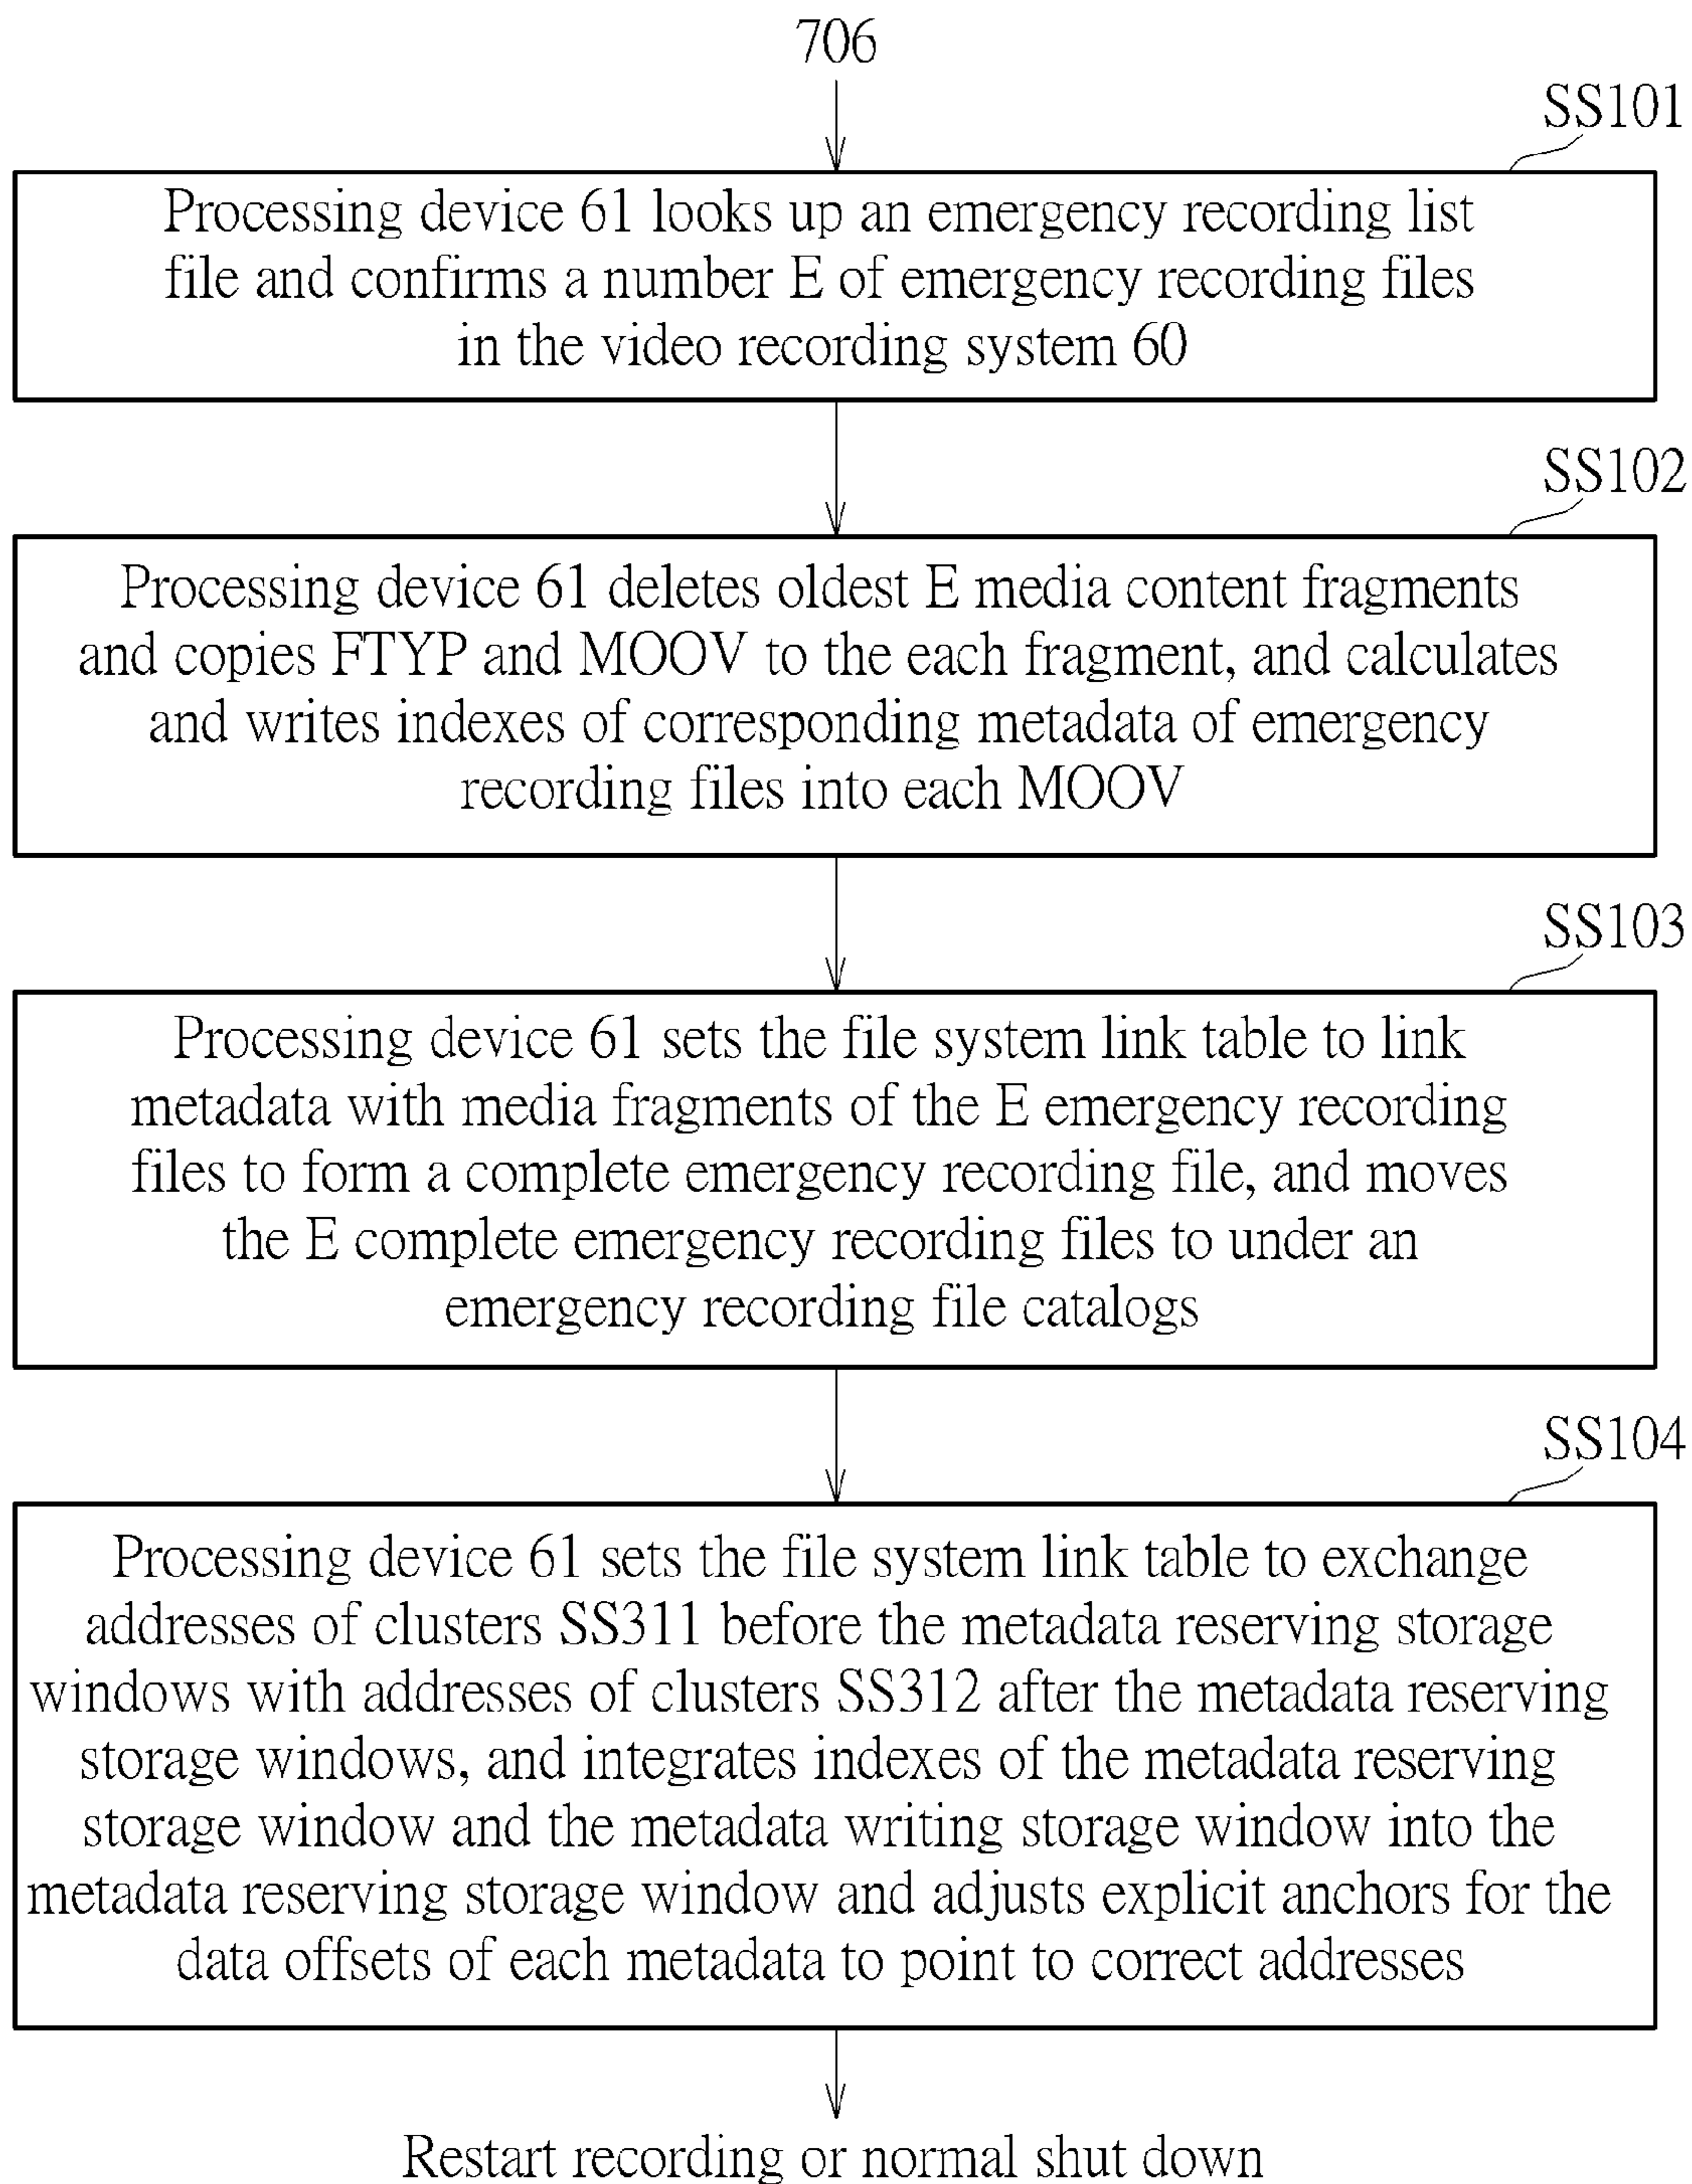 706
SS101
Processing device 61 looks up an emergency recording list
file and confirms a number E of emergency recording files
in the video recording system 60
SS102
Processing device 61 deletes oldest E media content fragments
and copies FTYP and MOOV to the each fragment, and calculates
and writes indexes of corresponding metadata of emergency
recording files into each MOOV
SS103
Processing device 61 sets the file system link table to link
metadata with media fragments of the E emergency recording
files to form a complete emergency recording file, and moves
the E complete emergency recording files to under an
emergency recording file catalogs
SS104
Processing device 61 sets the file system link table to exchange
addresses of clusters SS311 before the metadata reserving storage
windows with addresses of clusters SS312 after the metadata reserving
storage windows, and integrates indexes of the metadata reserving
storage window and the metadata writing storage window into the
metadata reserving storage window and adjusts explicit anchors for the
data offsets of each metadata to point to correct addresses
Restart recording or normal shut down